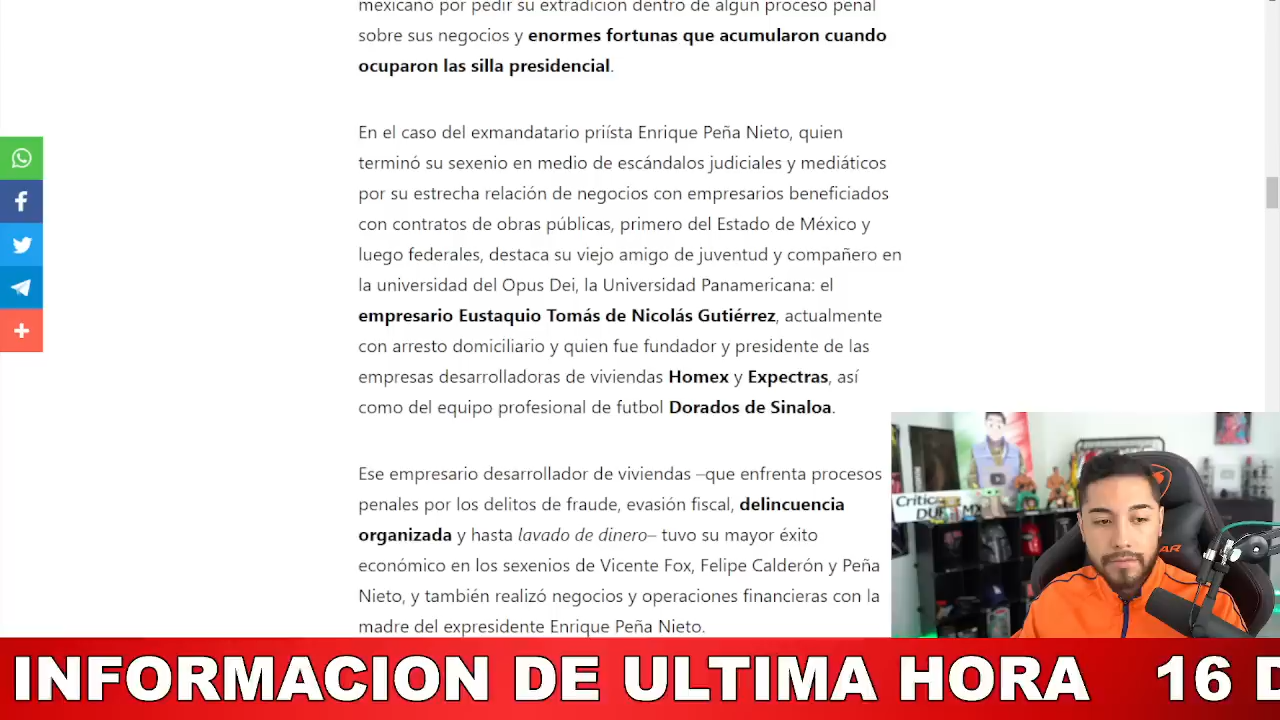 mexicano por pedir su extradición dentro de algún proceso penal
sobre sus negocios y enormes fortunas que acumularon cuando
ocuparon las silla presidencial.
En el caso del exmandatario priísta Enrique Peña Nieto, quien
terminó su sexenio en medio de escándalos judiciales y mediáticos
por su estrecha relación de negocios con empresarios beneficiados
con contratos de obras públicas, primero del Estado de México y
luego federales, destaca su viejo amigo de juventud y compañero en
la universidad del Opus Dei, la Universidad Panamericana: el
empresario Eustaquio Tomás de Nicolás Gutiérrez, actualmente
con arresto domiciliario y quien fue fundador y presidente de las
empresas desarrolladoras de viviendas Homex y Expectras, así
como del equipo profesional de futbol Dorados de Sinaloa.
Ese empresario desarrollador de viviendas –que enfrenta procesos
penales por los delitos de fraude, evasión fiscal, delincuencia
organizada y hasta lavado de dinero– tuvo su mayor éxito
económico en los sexenios de Vicente Fox, Felipe Calderón y Peña
Nieto, y también realizó negocios y operaciones financieras con la
madre del expresidente Enrique Peña Nieto.
INFORMACION DE ULTIMA HORA 16 D